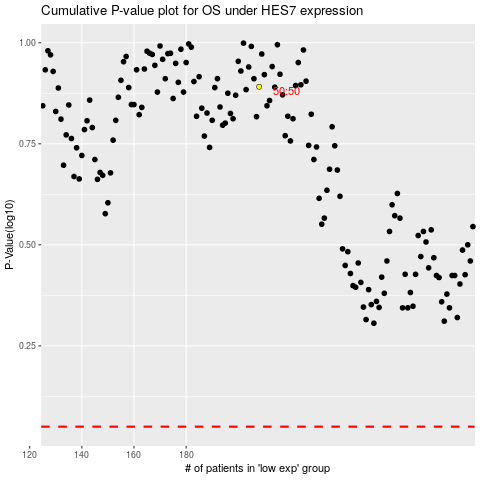 Cumulative P-value plot for OS under HES7 expression
P-Value(log10)
1.00
0.75
0.50
0.25
50:50
120 140 160 180
# of patients in 'low exp' group